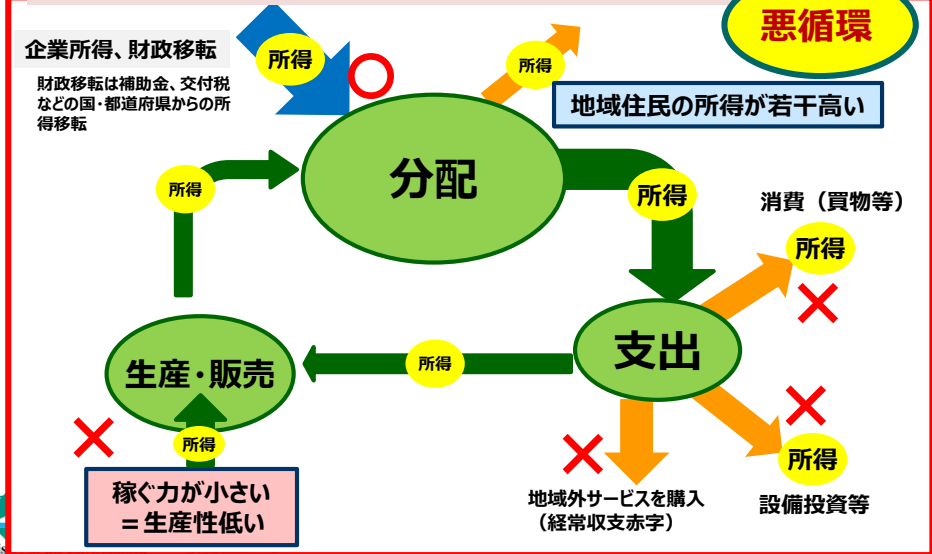 悪循環
企業所得、財政移転
財政移転は補助金、交付税
などの国・都道府県からの所
得移転
所得
所得
地域住民の所得が若干高い
分配
所得
所得
消費（買物等）
所得
支出
生産・販売
所得
所得
稼ぐ力が小さい
＝生産性低い
地域外サービスを購入
（経常収支赤字）
所得
設備投資等